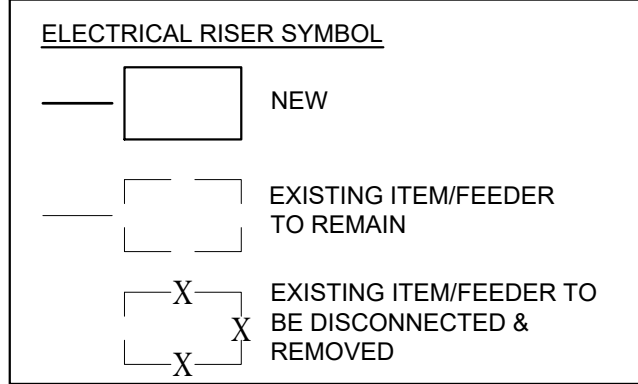 ELECTRICAL RISER SYMBOL
NEW
EXISTING ITEM/FEEDER
TO REMAIN
X
EXISTING ITEM/FEEDER TO
X
BE DISCONNECTED &
REMOVED
X